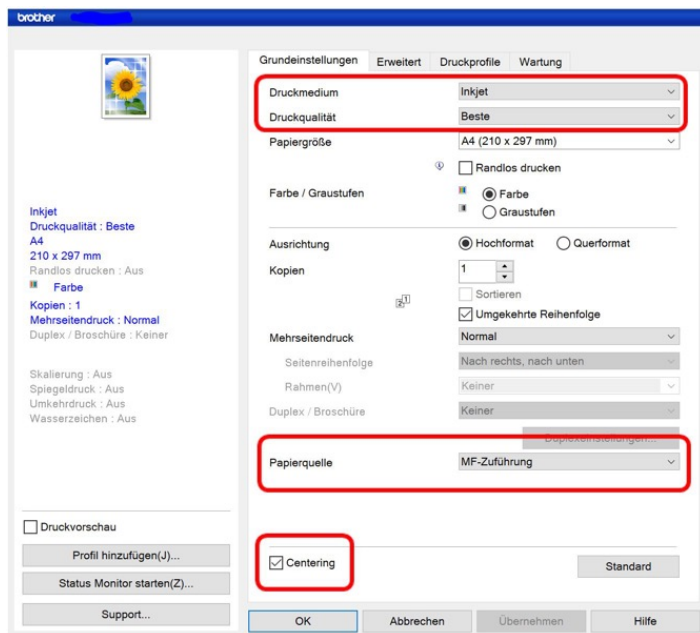 brother
Grundeinstellungen Erweitert Druckprofile Wartung
Druckmedium Inkjet
Druckqualität Beste
Papiergröße A4 (210 x 297 mm)
Randlos drucken
Farbe / Graustufen Farbe
Graustufen
Ausrichtung Hochformat Querformat
Kopien 1
Sortieren
Umgekehrte Reihenfolge
Mehrseitendruck Normal
Seitenreihenfolge Nach rechts, nach unten
Rahmen(V) Keiner
Duplex / Broschüre Keiner
Duplexeinstellungen...
Papierquelle MF-Zuführung
Centering Standard
Inkjet
Druckqualität : Beste
A4
210 x 297 mm
Randlos drucken : Aus
Farbe
Kopien : 1
Mehrseitendruck : Normal
Duplex / Broschüre : Keiner
Skalierung : Aus
Spiegeldruck : Aus
Umkehrdruck : Aus
Wasserzeichen : Aus
Druckvorschau
Profil hinzufügen(J)...
Status Monitor starten(Z)...
Support...
OK Abbrechen Übernehmen Hilfe